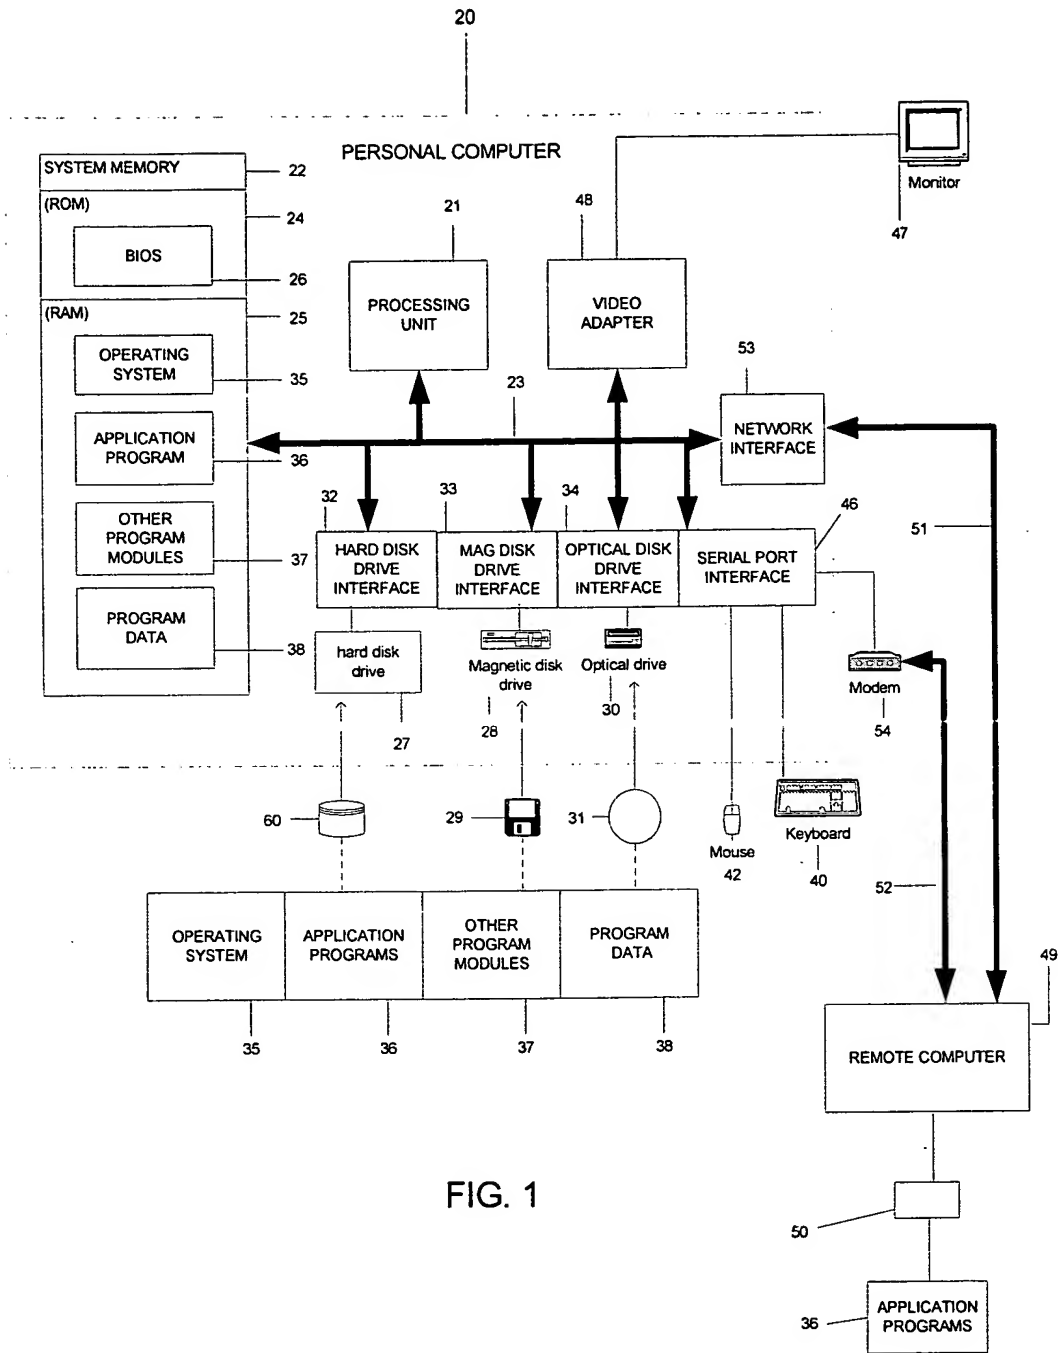 20
PERSONAL COMPUTER
Monitor
47
SYSTEM MEMORY
22
(ROM)
24
BIOS
26
(RAM)
25
OPERATING
SYSTEM
35
APPLICATION
PROGRAM
36
OTHER
PROGRAM
MODULES
37
PROGRAM
DATA
38
21
PROCESSING
UNIT
48
VIDEO
ADAPTER
23
53
NETWORK
INTERFACE
32
HARD DISK
DRIVE
INTERFACE
33
MAG DISK
DRIVE
INTERFACE
34
OPTICAL DISK
DRIVE
INTERFACE
46
SERIAL PORT
INTERFACE
51
hard disk
drive
27
Magnetic disk
drive
28
Optical drive
30
Modem
54
60
29
31
Mouse
42
Keyboard
40
52
OPERATING
SYSTEM
35
APPLICATION
PROGRAMS
36
OTHER
PROGRAM
MODULES
37
PROGRAM
DATA
38
49
REMOTE COMPUTER
50
36
APPLICATION
PROGRAMS
FIG. 1